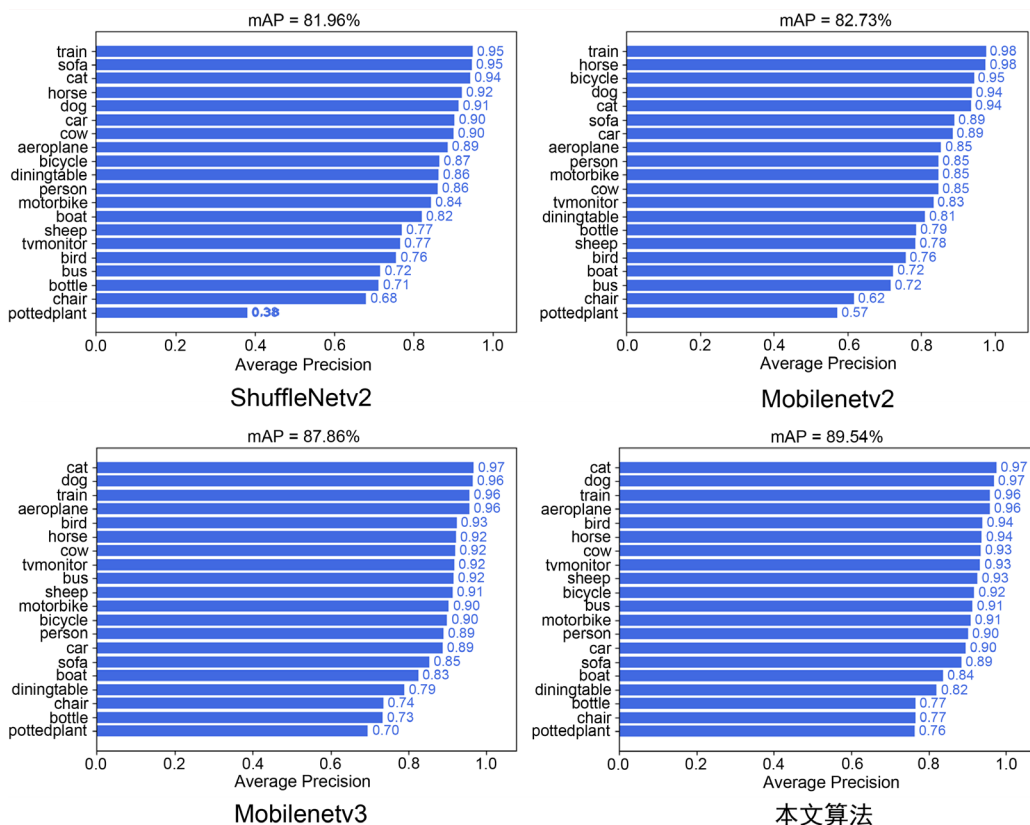 mAP = 81.96%
train 0.95
sofa 0.95
cat 0.94
horse 0.92
dog 0.91
car 0.90
cow 0.90
aeroplane 0.89
bicycle 0.87
diningtable 0.86
person 0.86
motorbike 0.84
boat 0.82
sheep 0.77
tvmonitor 0.77
bird 0.76
bus 0.72
bottle 0.71
chair 0.68
pottedplant 0.38
0.0 0.2 0.4 0.6 0.8 1.0
Average Precision
ShuffleNetv2
mAP = 82.73%
train 0.98
horse 0.98
bicycle 0.95
dog 0.94
cat 0.94
sofa 0.89
car 0.89
aeroplane 0.85
person 0.85
motorbike 0.85
cow 0.85
tvmonitor 0.83
diningtable 0.81
bottle 0.79
sheep 0.78
bird 0.76
boat 0.72
bus 0.72
chair 0.62
pottedplant 0.57
0.0 0.2 0.4 0.6 0.8 1.0
Average Precision
Mobilenetv2
mAP = 87.86%
cat 0.97
dog 0.96
train 0.96
aeroplane 0.96
bird 0.93
horse 0.92
cow 0.92
tvmonitor 0.92
bus 0.92
sheep 0.91
motorbike 0.90
bicycle 0.90
person 0.89
car 0.89
sofa 0.85
boat 0.83
diningtable 0.79
chair 0.74
bottle 0.73
pottedplant 0.70
0.0 0.2 0.4 0.6 0.8 1.0
Average Precision
Mobilenetv3
mAP = 89.54%
cat 0.97
dog 0.97
train 0.96
aeroplane 0.96
bird 0.94
horse 0.94
cow 0.93
tvmonitor 0.93
sheep 0.93
bicycle 0.92
bus 0.91
motorbike 0.91
person 0.90
car 0.90
sofa 0.89
boat 0.84
diningtable 0.82
bottle 0.77
chair 0.77
pottedplant 0.76
0.0 0.2 0.4 0.6 0.8 1.0
Average Precision
本文算法